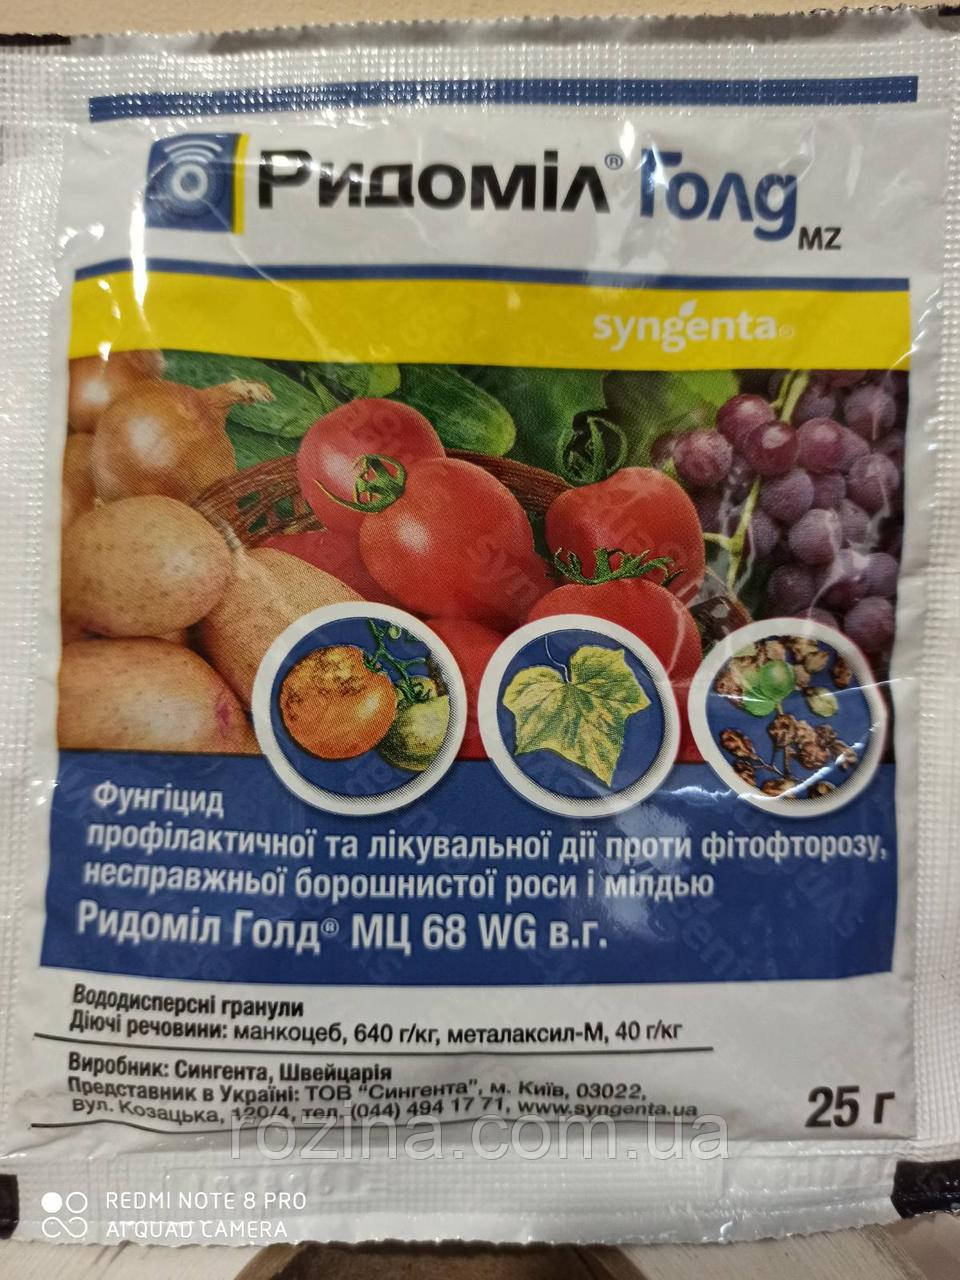 Ридоміл® Голд
MZ
syngenta
Фунгіцид
профілактичної та лікувальної дії проти фітофторозу,
несправжньої борошнистої роси і мілдью
Ридоміл Голд® МЦ 68 WG в.г.
Вододисперсні гранули
Діючі речовини: манкоцеб, 640 г/кг, металаксил-М, 40 г/кг
Виробник: Сингента, Швейцарія
Представник в Україні: ТОВ "Сингента", м. Київ, 03022,
вул. Козацька, 120/4, тел. (044) 494 17 71, www.syngenta.ua
25 г
rozina.com.ua
REDMI NOTE 8 PRO
AI QUAD CAMERA